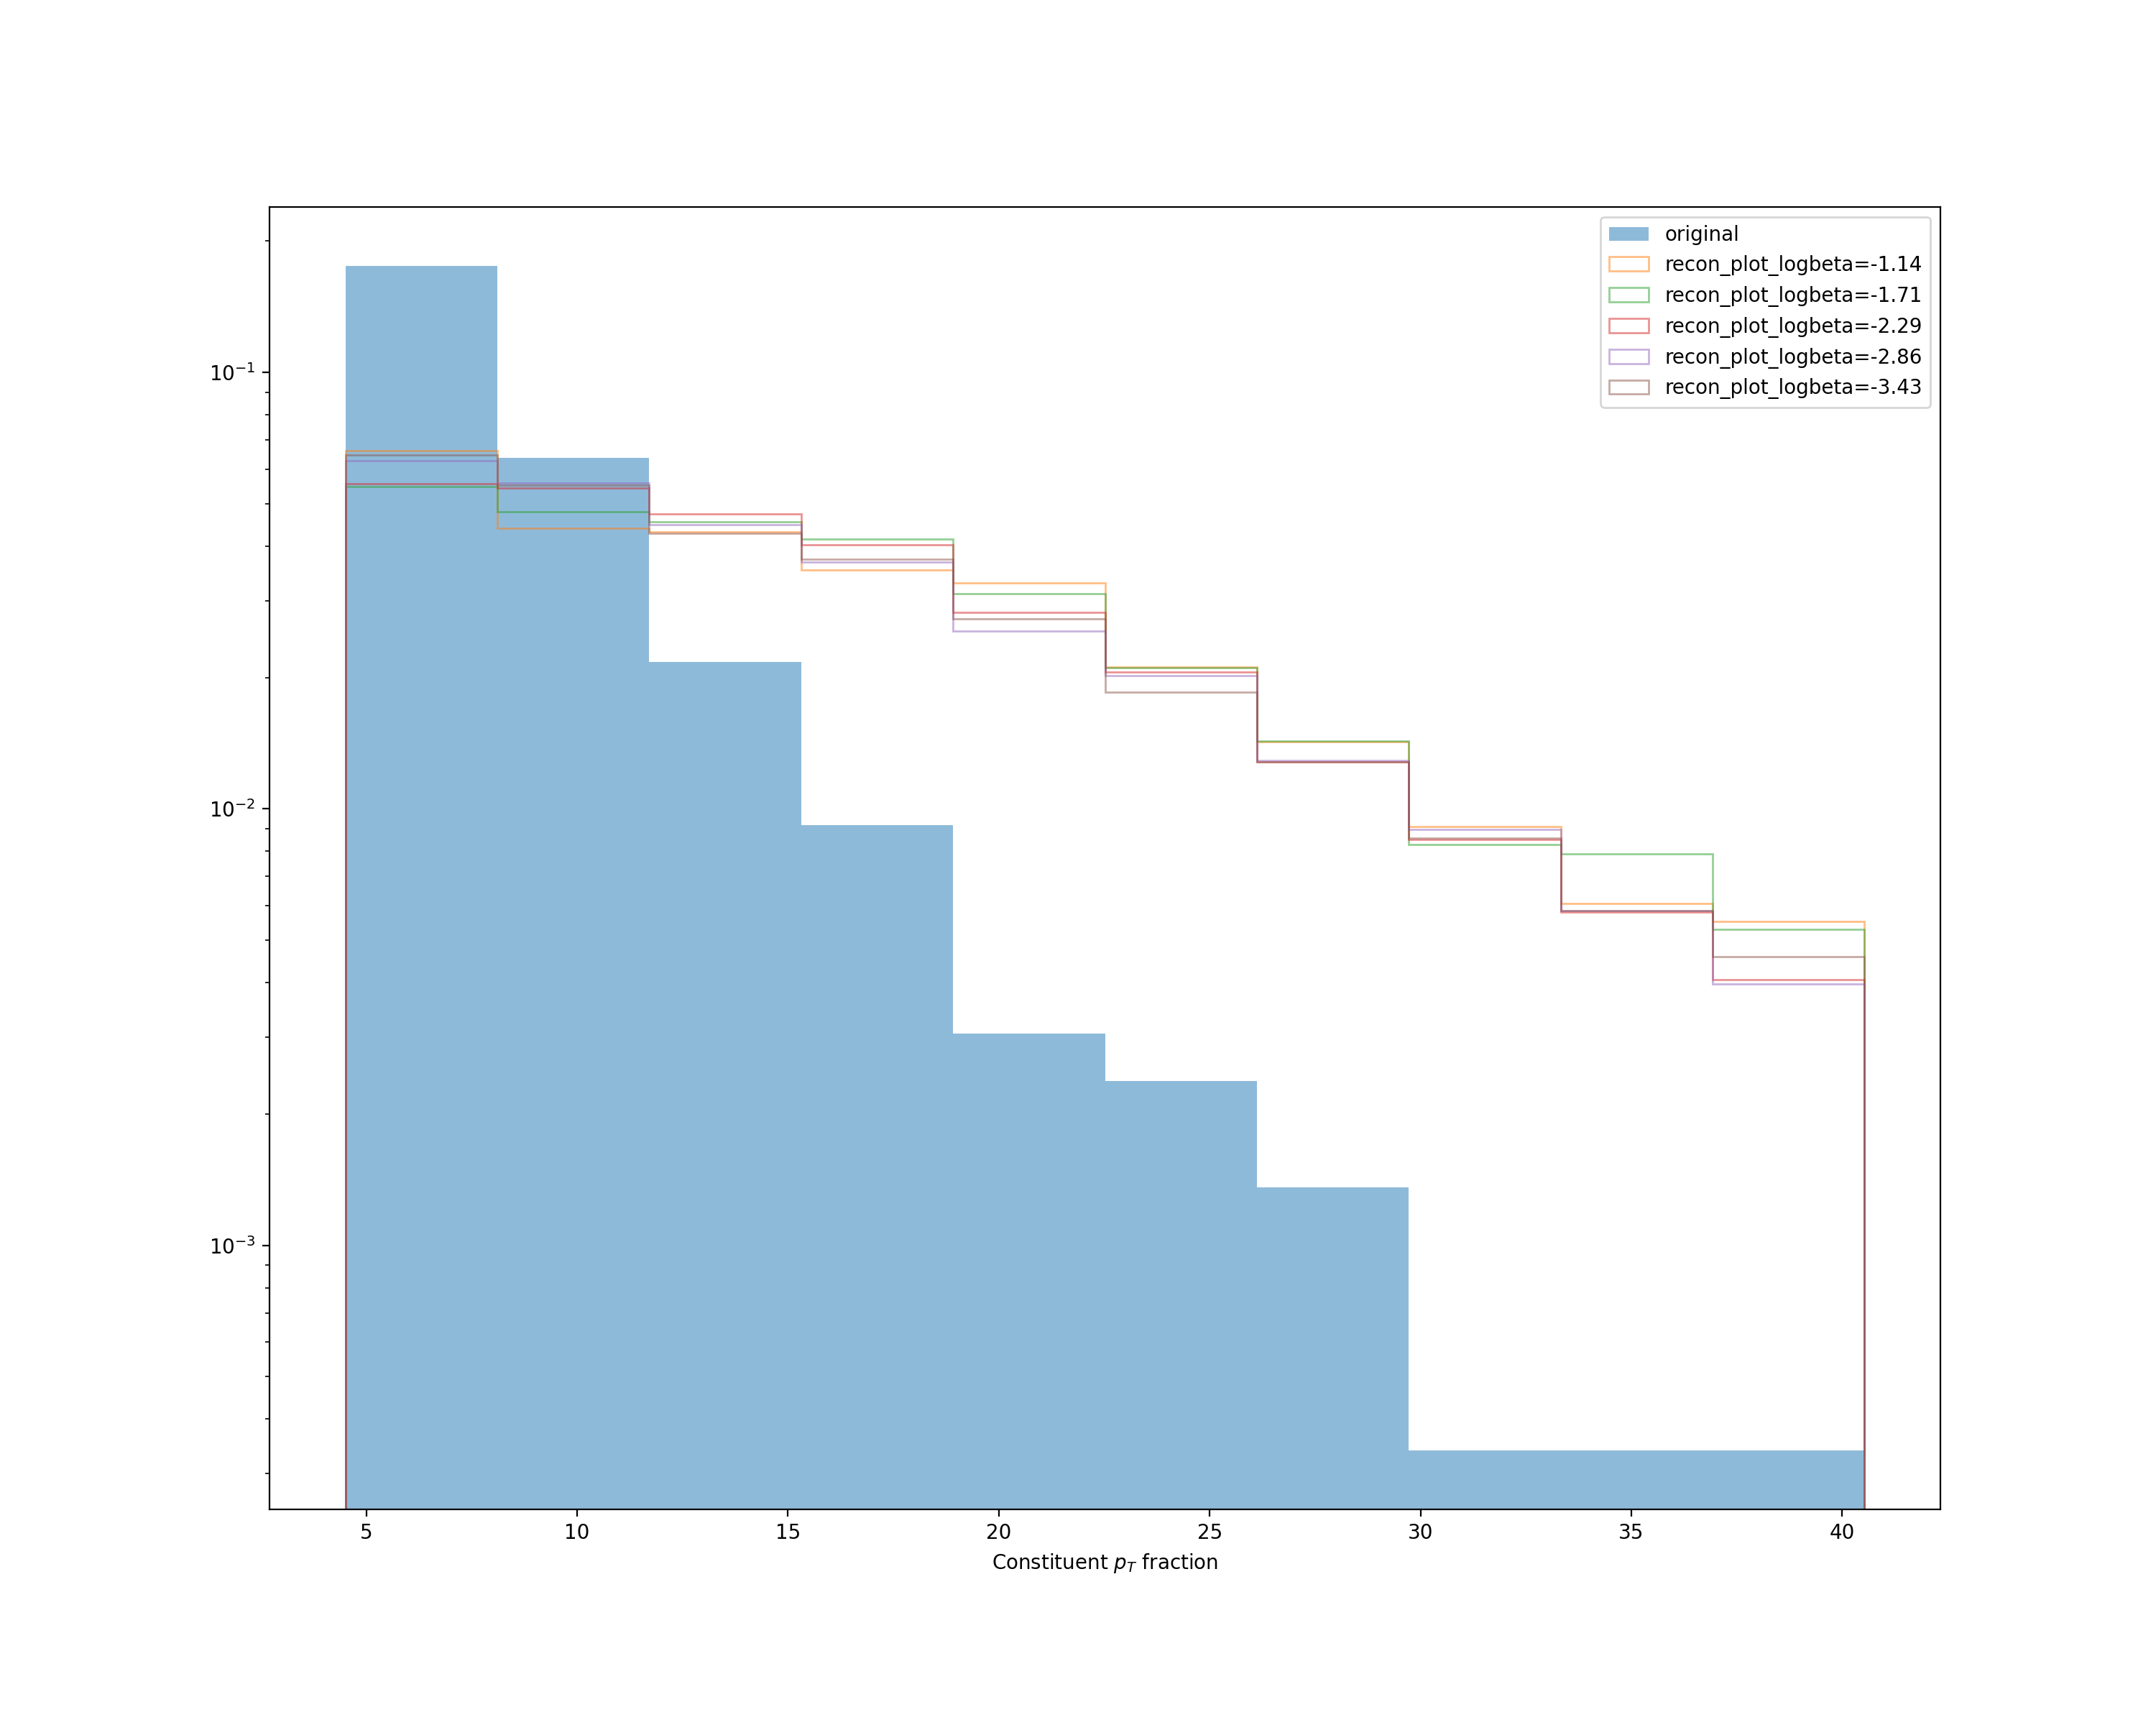 original
recon_plot_logbeta=-1.14
recon_plot_logbeta=-1.71
recon_plot_logbeta=-2.29
recon_plot_logbeta=-2.86
recon_plot_logbeta=-3.43
10⁻¹
10⁻²
10⁻³
5 10 15 20 25 30 35 40
Constituent p_T fraction